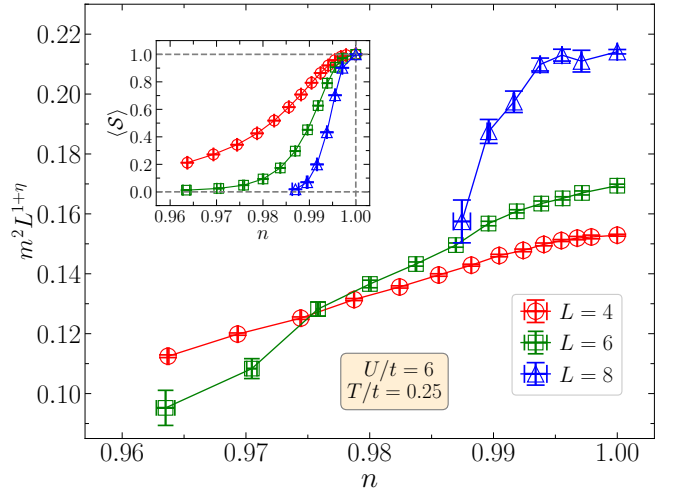 0.22
0.20
0.18
0.16
0.14
0.12
0.10
m²L¹⁺η
0.96
0.97
0.98
0.99
1.00
n
1.0
0.8
0.6
0.4
0.2
0.0
⟨𝒮⟩
0.96 0.97 0.98 0.99 1.00
n
L = 4
L = 6
L = 8
U/t = 6
T/t = 0.25